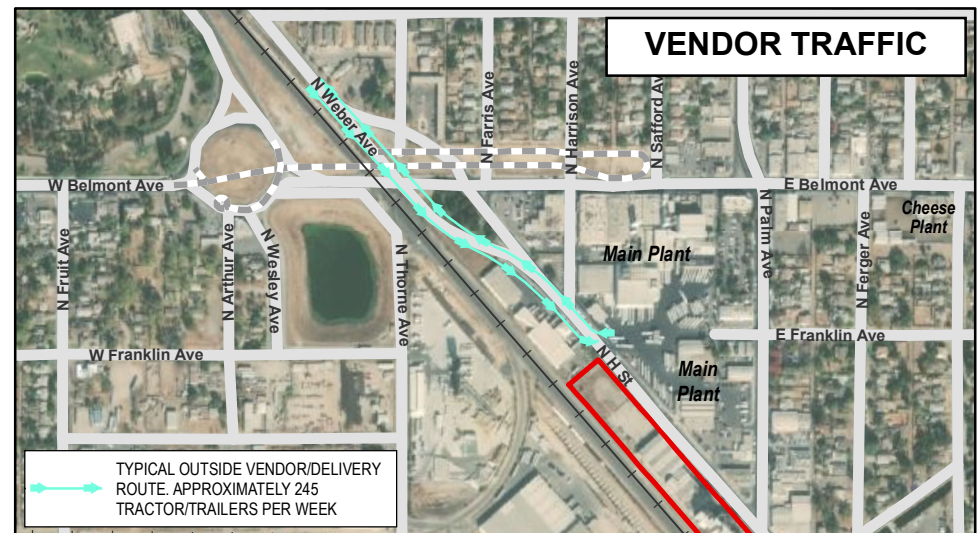 VENDOR TRAFFIC
N Weber Ave
N Farris Ave
N Harrison Ave
N Safford Ave
W Belmont Ave
E Belmont Ave
N Fruit Ave
N Arthur Ave
N Wesley Ave
N Thorne Ave
Main Plant
N Palm Ave
N Ferger Ave
Cheese
Plant
W Franklin Ave
E Franklin Ave
N H St
Main
Plant
TYPICAL OUTSIDE VENDOR/DELIVERY
ROUTE. APPROXIMATELY 245
TRACTOR/TRAILERS PER WEEK